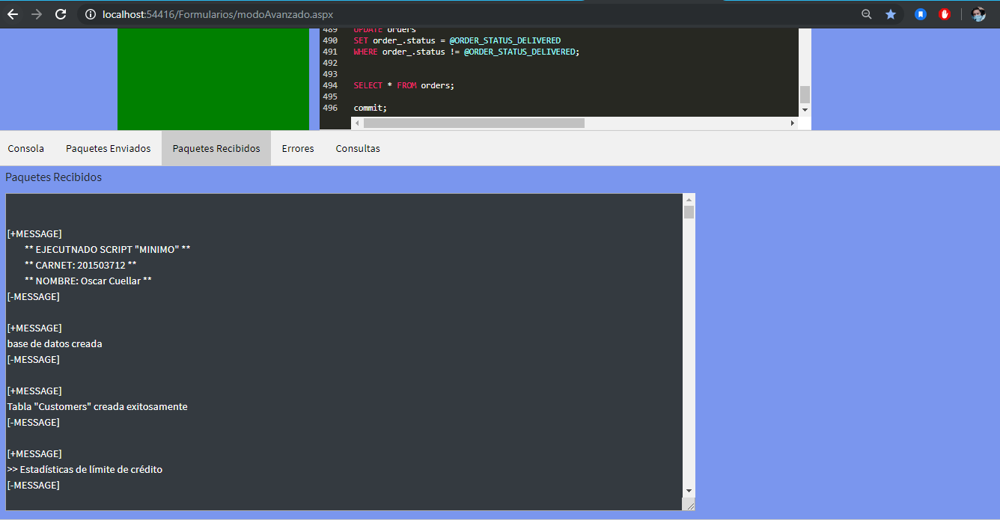 localhost:54416/Formularios/modoAvanzado.aspx
489 UPDATE orders
490 SET order_.status = @ORDER_STATUS_DELIVERED
491 WHERE order_.status != @ORDER_STATUS_DELIVERED;
492
493
494 SELECT * FROM orders;
495
496 commit;
Consola Paquetes Enviados Paquetes Recibidos Errores Consultas
Paquetes Recibidos
[+MESSAGE]
** EJECUTNADO SCRIPT "MINIMO" **
** CARNET: 201503712 **
** NOMBRE: Oscar Cuellar **
[-MESSAGE]
[+MESSAGE]
base de datos creada
[-MESSAGE]
[+MESSAGE]
Tabla "Customers" creada exitosamente
[-MESSAGE]
[+MESSAGE]
>> Estadísticas de límite de crédito
[-MESSAGE]